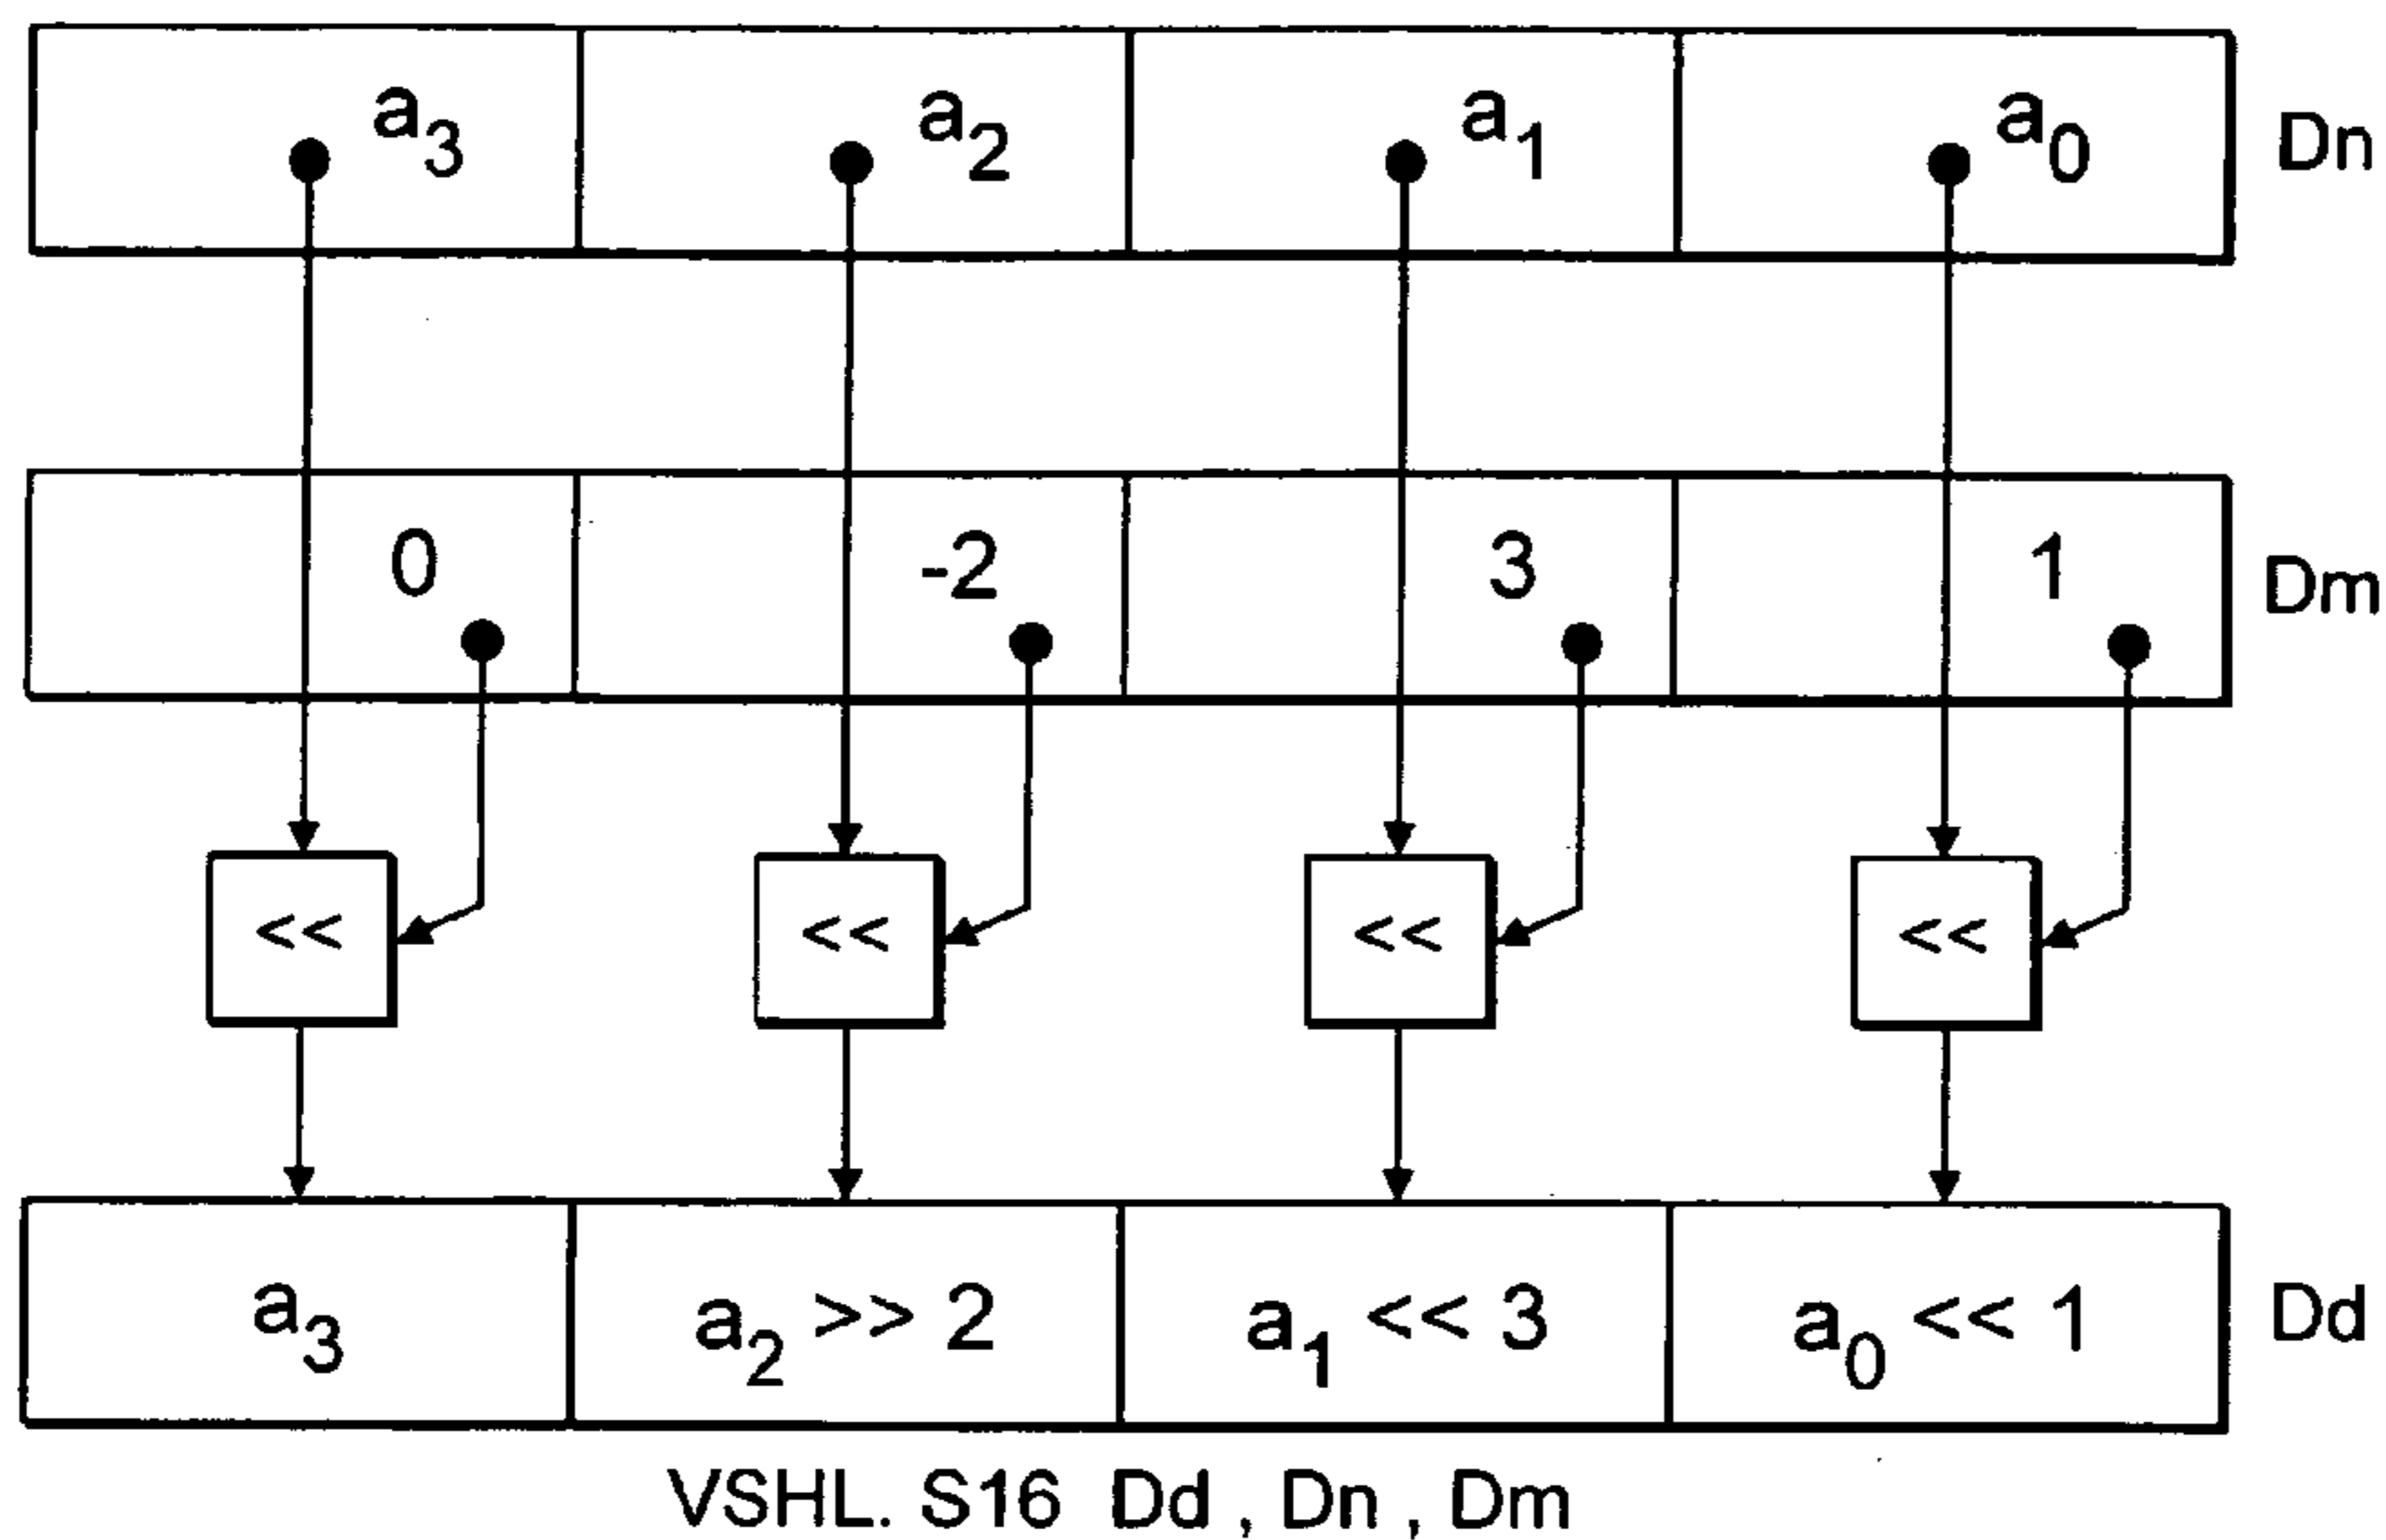 a3 a2 a1 a0 Dn
0 -2 3 1 Dm
<< << << <<
a3 a2 >> 2 a1 << 3 a0 << 1 Dd
VSHL. S16 Dd , Dn , Dm